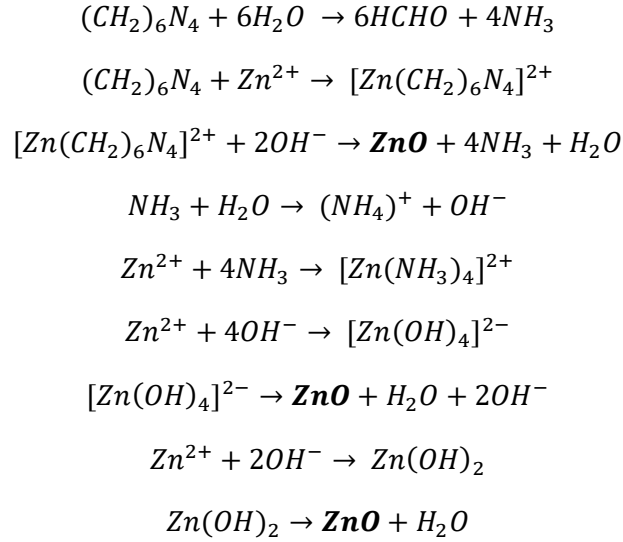 (CH₂)₆N₄ + 6H₂O → 6HCHO + 4NH₃
(CH₂)₆N₄ + Zn²⁺ → [Zn(CH₂)₆N₄]²⁺
[Zn(CH₂)₆N₄]²⁺ + 2OH⁻ → ZnO + 4NH₃ + H₂O
NH₃ + H₂O → (NH₄)⁺ + OH⁻
Zn²⁺ + 4NH₃ → [Zn(NH₃)₄]²⁺
Zn²⁺ + 4OH⁻ → [Zn(OH)₄]²⁻
[Zn(OH)₄]²⁻ → ZnO + H₂O + 2OH⁻
Zn²⁺ + 2OH⁻ → Zn(OH)₂
Zn(OH)₂ → ZnO + H₂O